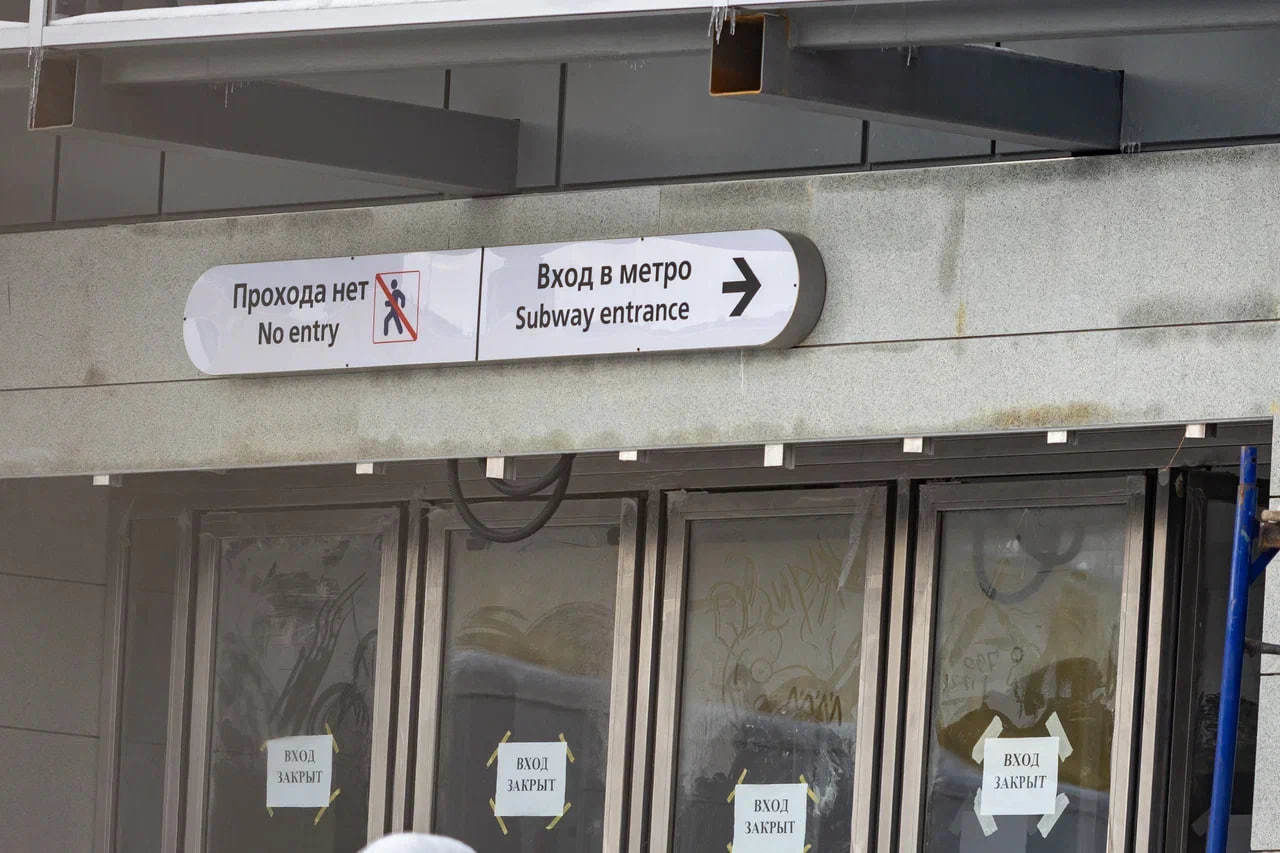 Прохода нет
No entry
Вход в метро
Subway entrance
ВХОД
ЗАКРЫТ
ВХОД
ЗАКРЫТ
ВХОД
ЗАКРЫТ
ВХОД
ЗАКРЫТ